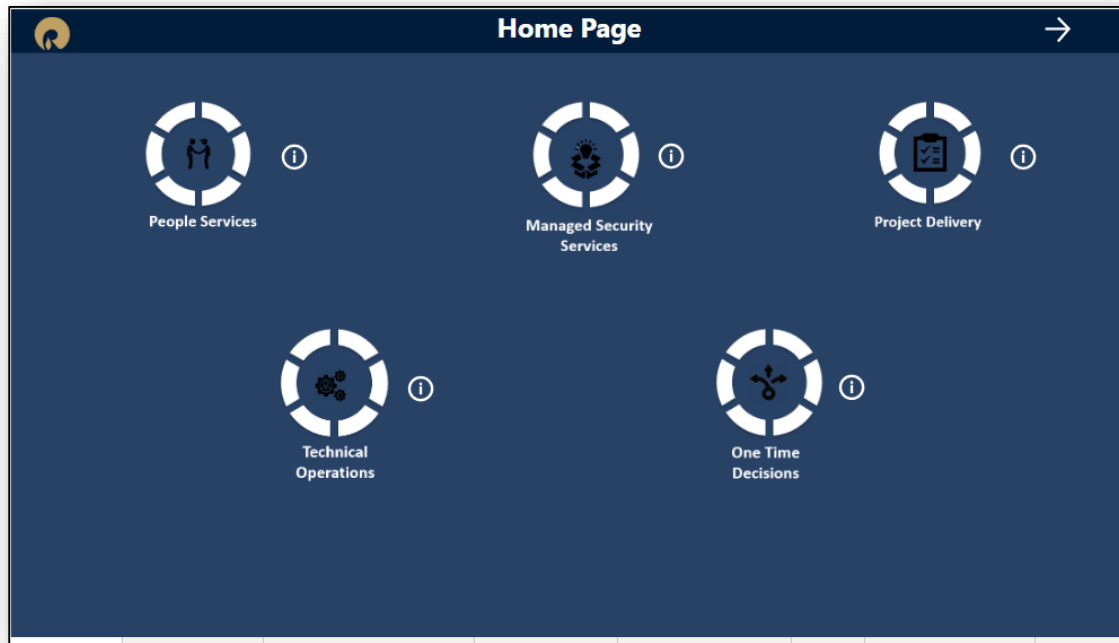 Home Page
People Services
Managed Security
Services
Project Delivery
Technical
Operations
One Time
Decisions